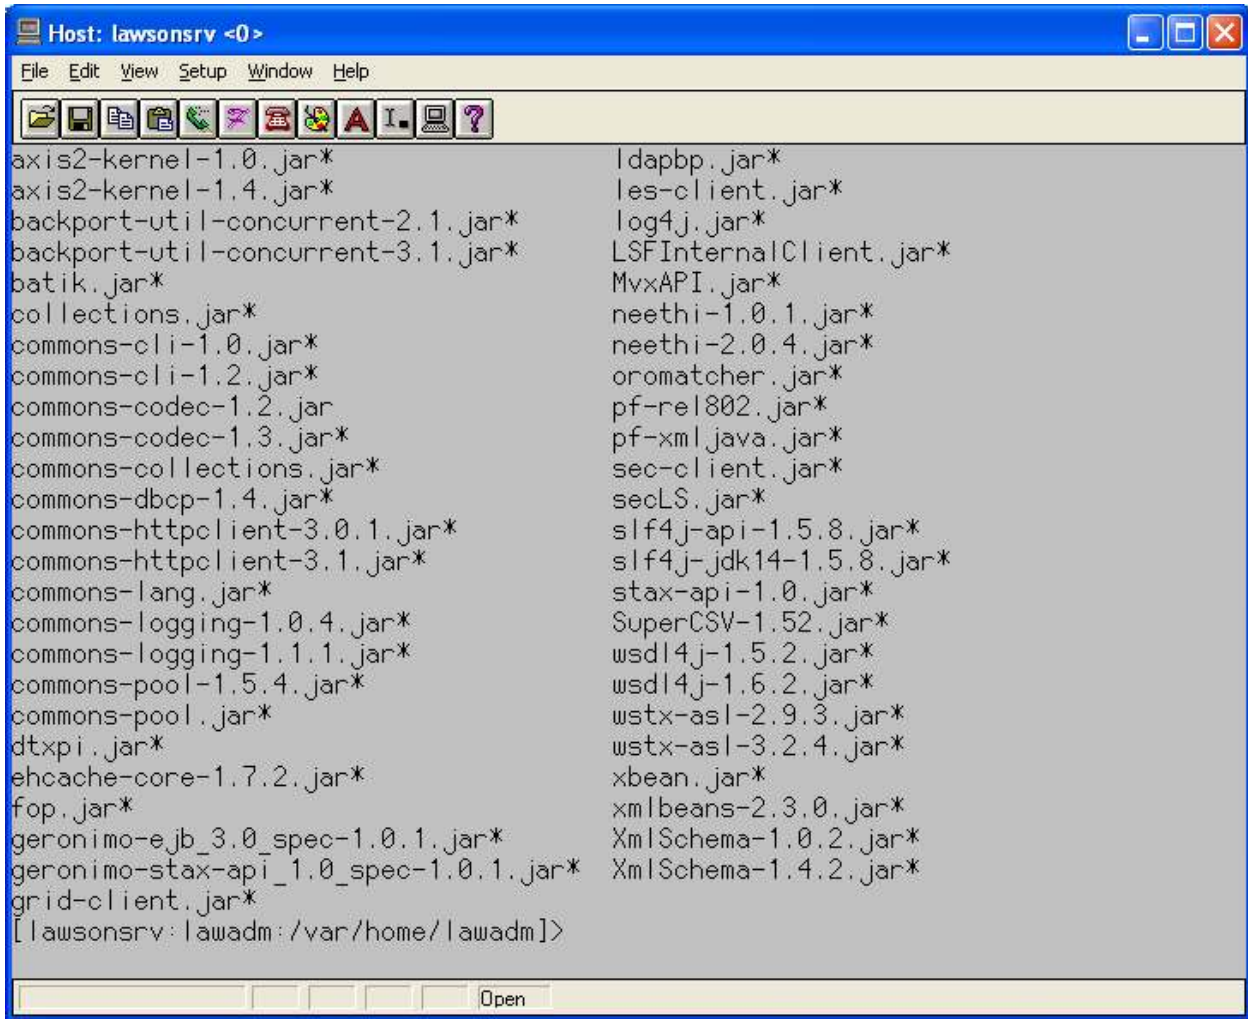 Host: lawsonsrv <0>
File Edit View Setup Window Help
axis2-kernel-1.0.jar* ldapbp.jar*
axis2-kernel-1.4.jar* les-client.jar*
backport-util-concurrent-2.1.jar* log4j.jar*
backport-util-concurrent-3.1.jar* LSFInternalClient.jar*
batik.jar* MvxAPI.jar*
collections.jar* neethi-1.0.1.jar*
commons-cli-1.0.jar* neethi-2.0.4.jar*
commons-cli-1.2.jar* oromatcher.jar*
commons-codec-1.2.jar pf-rel802.jar*
commons-codec-1.3.jar* pf-xmljava.jar*
commons-collections.jar* sec-client.jar*
commons-dbcp-1.4.jar* secLS.jar*
commons-httpclient-3.0.1.jar* slf4j-api-1.5.8.jar*
commons-httpclient-3.1.jar* slf4j-jdk14-1.5.8.jar*
commons-lang.jar* stax-api-1.0.jar*
commons-logging-1.0.4.jar* SuperCSV-1.52.jar*
commons-logging-1.1.1.jar* wsdl4j-1.5.2.jar*
commons-pool-1.5.4.jar* wsdl4j-1.6.2.jar*
commons-pool.jar* wstx-asl-2.9.3.jar*
dtxpi.jar* wstx-asl-3.2.4.jar*
ehcache-core-1.7.2.jar* xbean.jar*
fop.jar* xmlbeans-2.3.0.jar*
geronimo-ejb_3.0_spec-1.0.1.jar* XmlSchema-1.0.2.jar*
geronimo-stax-api_1.0_spec-1.0.1.jar* XmlSchema-1.4.2.jar*
grid-client.jar*
[lawsonsrv:lawadm:/var/home/lawadm]>
Open